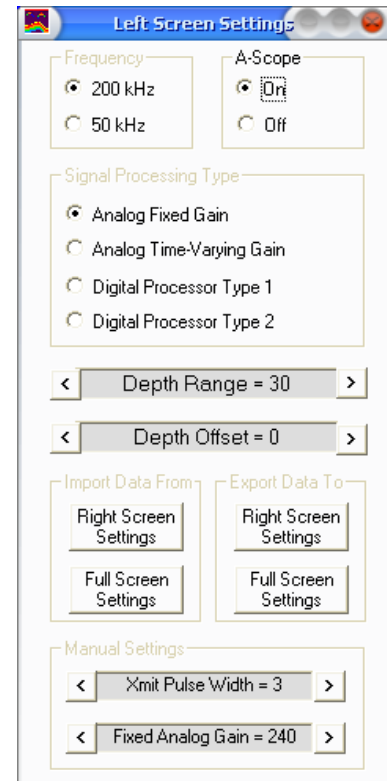 Left Screen Settings
Frequency
200 kHz
50 kHz
A-Scope
On
Off
Signal Processing Type
Analog Fixed Gain
Analog Time-Varying Gain
Digital Processor Type 1
Digital Processor Type 2
< Depth Range = 30 >
< Depth Offset = 0 >
Import Data From
Right Screen
Settings
Full Screen
Settings
Export Data To
Right Screen
Settings
Full Screen
Settings
Manual Settings
< Xmit Pulse Width = 3 >
< Fixed Analog Gain = 240 >